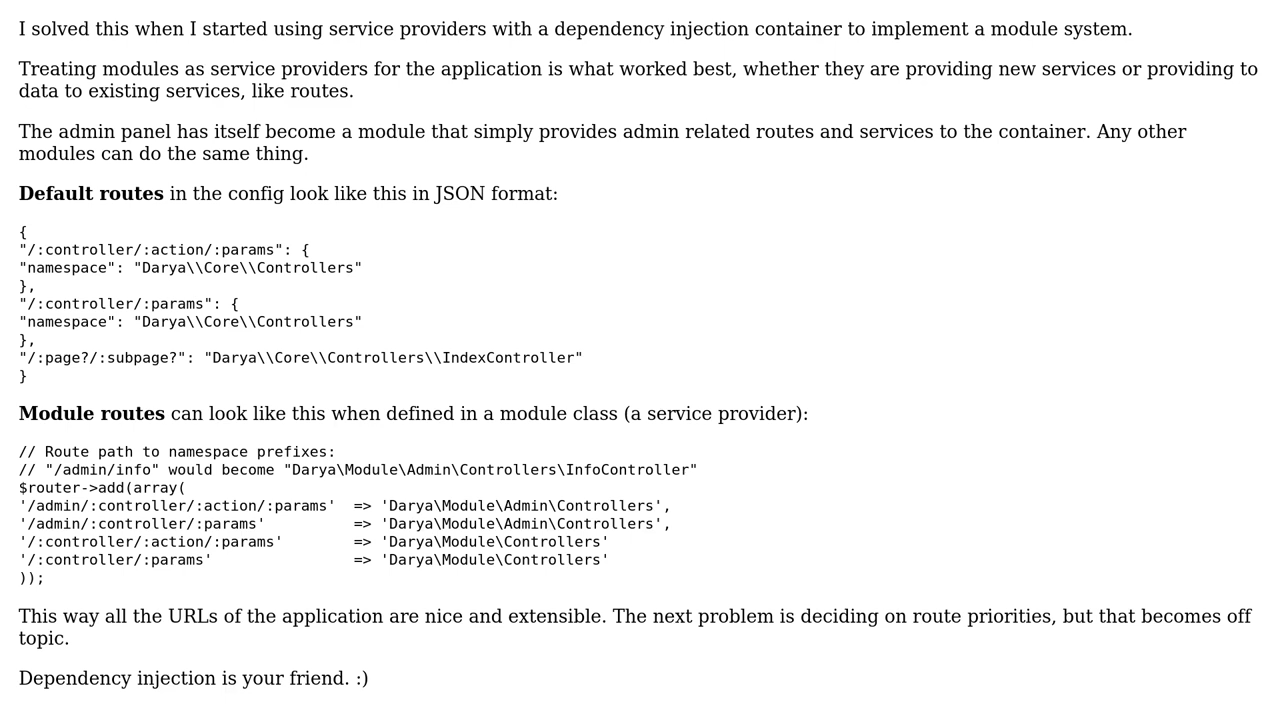 I solved this when I started using service providers with a dependency injection container to implement a module system.
Treating modules as service providers for the application is what worked best, whether they are providing new services or providing to
data to existing services, like routes.
The admin panel has itself become a module that simply provides admin related routes and services to the container. Any other
modules can do the same thing.
Default routes in the config look like this in JSON format:
{
"/:controller/:action/:params": {
"namespace": "Darya\\Core\\Controllers"
},
"/:controller/:params": {
"namespace": "Darya\\Core\\Controllers"
},
"/:page?/:subpage?": "Darya\\Core\\Controllers\\IndexController"
}
Module routes can look like this when defined in a module class (a service provider):
// Route path to namespace prefixes:
// "/admin/info" would become "Darya\Module\Admin\Controllers\InfoController"
$router->add(array(
'/admin/:controller/:action/:params'  => 'Darya\Module\Admin\Controllers',
'/admin/:controller/:params'          => 'Darya\Module\Admin\Controllers',
'/:controller/:action/:params'        => 'Darya\Module\Controllers'
'/:controller/:params'                => 'Darya\Module\Controllers'
));
This way all the URLs of the application are nice and extensible. The next problem is deciding on route priorities, but that becomes off
topic.
Dependency injection is your friend. :)